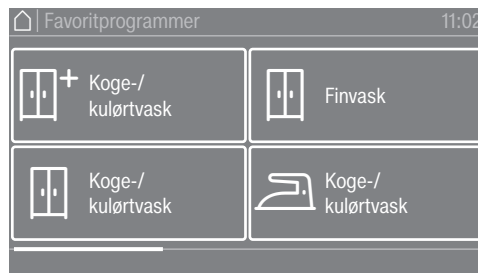 Favoritprogrammer 11:02
Koge-/
kulørtvask
Finvask
Koge-/
kulørtvask
Koge-/
kulørtvask